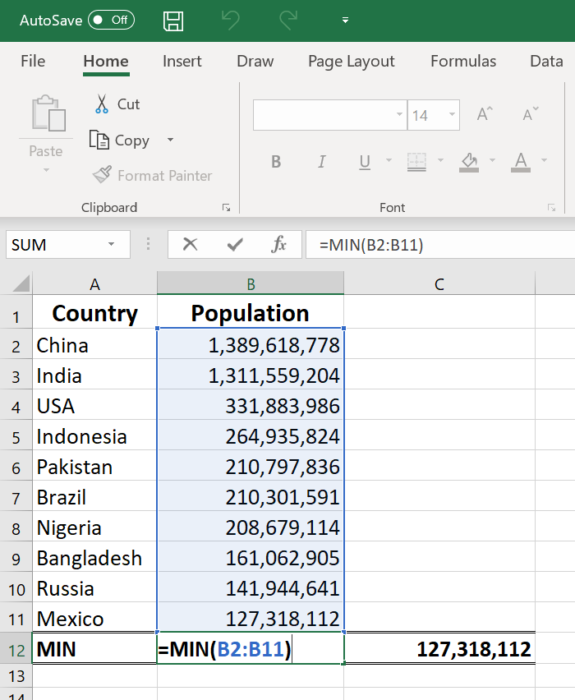 AutoSave Off
File Home Insert Draw Page Layout Formulas Data
Paste
Cut
Copy
Format Painter
Clipboard
14
A^ A˅
B I U A
Font
SUM fx =MIN(B2:B11)
A B C
1 Country Population
2 China 1,389,618,778
3 India 1,311,559,204
4 USA 331,883,986
5 Indonesia 264,935,824
6 Pakistan 210,797,836
7 Brazil 210,301,591
8 Nigeria 208,679,114
9 Bangladesh 161,062,905
10 Russia 141,944,641
11 Mexico 127,318,112
12 MIN =MIN(B2:B11) 127,318,112
13
14